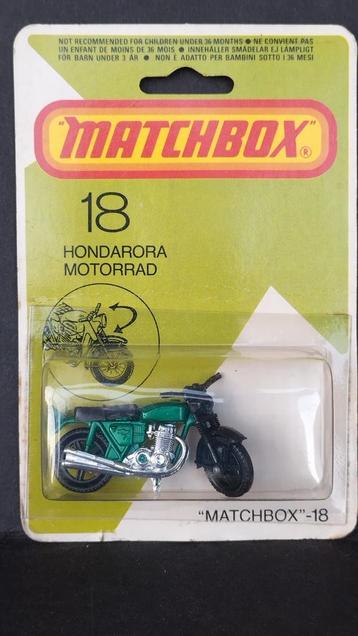 NOT RECOMMENDED FOR CHILDREN UNDER 36 MONTHS ● NE CONVIENT PAS
UN ENFANT DE MOINS DE 36 MOIS ● INNEHÅLLER SMÅDELAR EJ LÄMPLIGT
FÖR BARN UNDER 3 ÅR ● NON E ADATTO PER BAMBINI SOTTO I 36 MESI
"MATCHBOX"®
18
HONDARORA
MOTORRAD
"MATCHBOX"-18